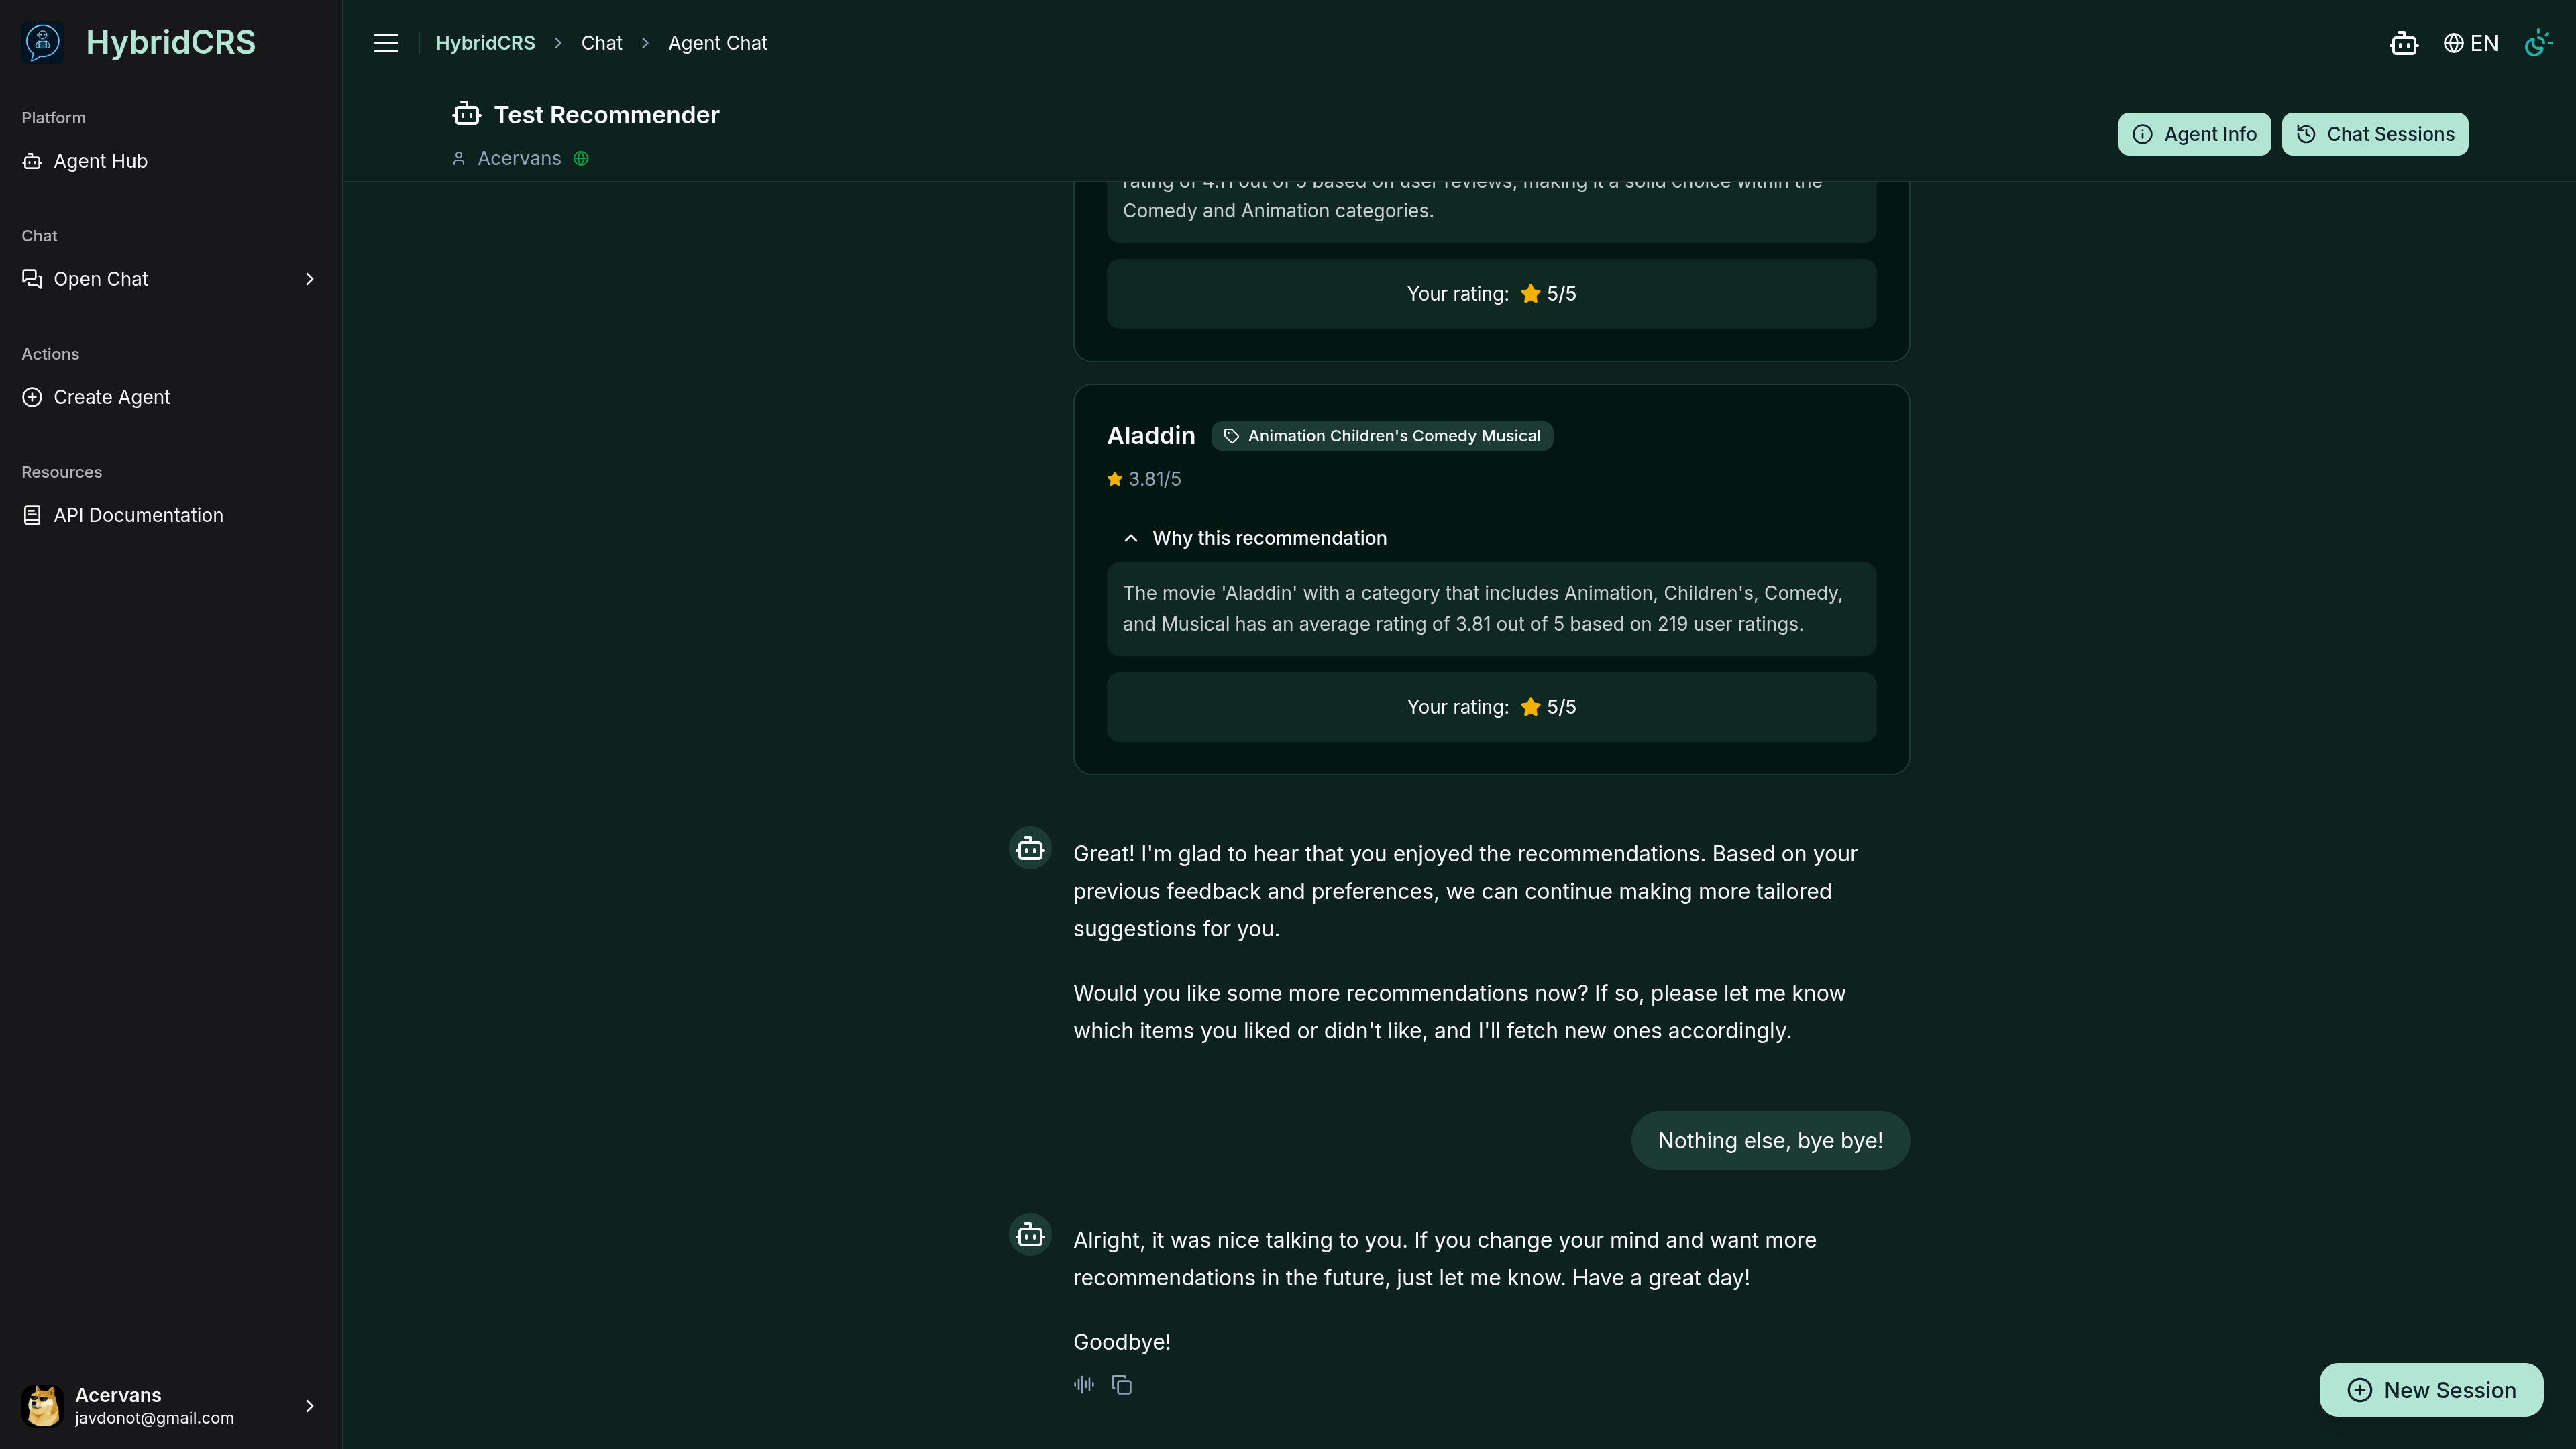 HybridCRS
Platform
Agent Hub
Chat
Open Chat
Actions
Create Agent
Resources
API Documentation
Acervans
javdonot@gmail.com
HybridCRS > Chat > Agent Chat
EN
Test Recommender
Acervans
Agent Info
Chat Sessions
rating of 4.11 out of 5 based on user reviews, making it a solid choice within the
Comedy and Animation categories.
Your rating: 5/5
Aladdin
Animation Children's Comedy Musical
3.81/5
Why this recommendation
The movie 'Aladdin' with a category that includes Animation, Children's, Comedy,
and Musical has an average rating of 3.81 out of 5 based on 219 user ratings.
Your rating: 5/5
Great! I'm glad to hear that you enjoyed the recommendations. Based on your
previous feedback and preferences, we can continue making more tailored
suggestions for you.
Would you like some more recommendations now? If so, please let me know
which items you liked or didn't like, and I'll fetch new ones accordingly.
Nothing else, bye bye!
Alright, it was nice talking to you. If you change your mind and want more
recommendations in the future, just let me know. Have a great day!
Goodbye!
New Session